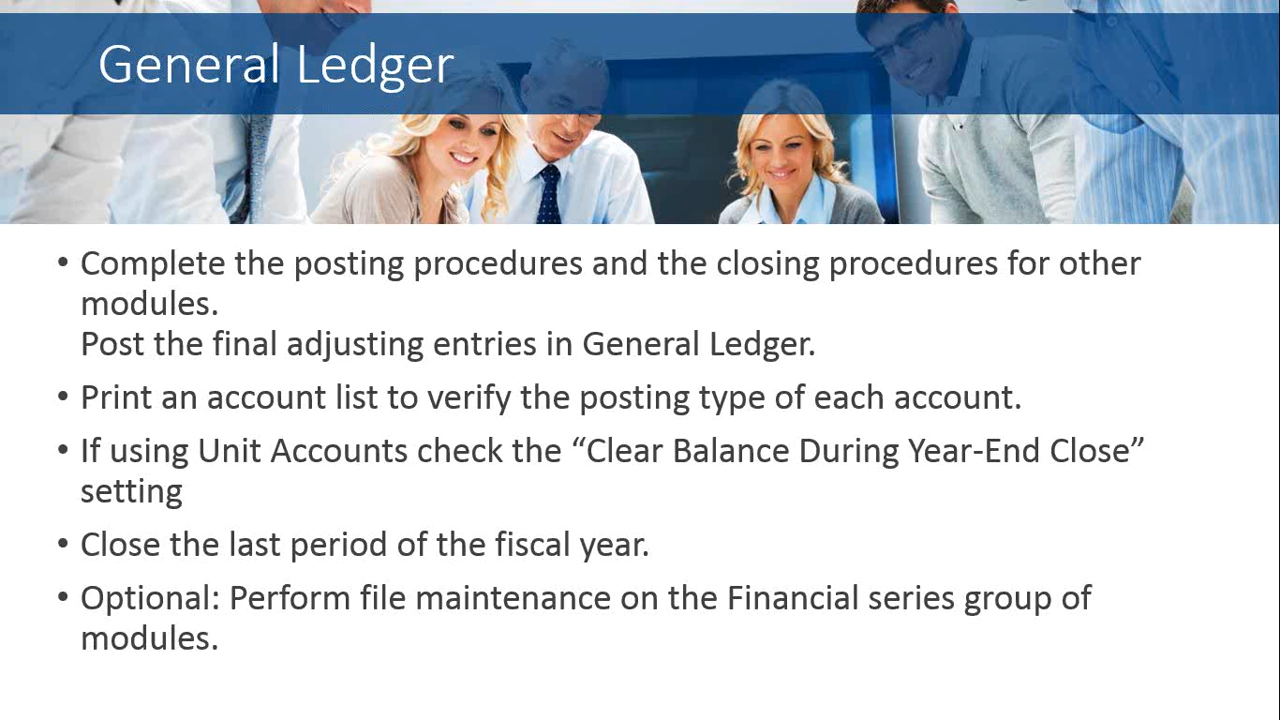 General Ledger
• Complete the posting procedures and the closing procedures for other
modules.
Post the final adjusting entries in General Ledger.
• Print an account list to verify the posting type of each account.
• If using Unit Accounts check the “Clear Balance During Year-End Close”
setting
• Close the last period of the fiscal year.
• Optional: Perform file maintenance on the Financial series group of
modules.